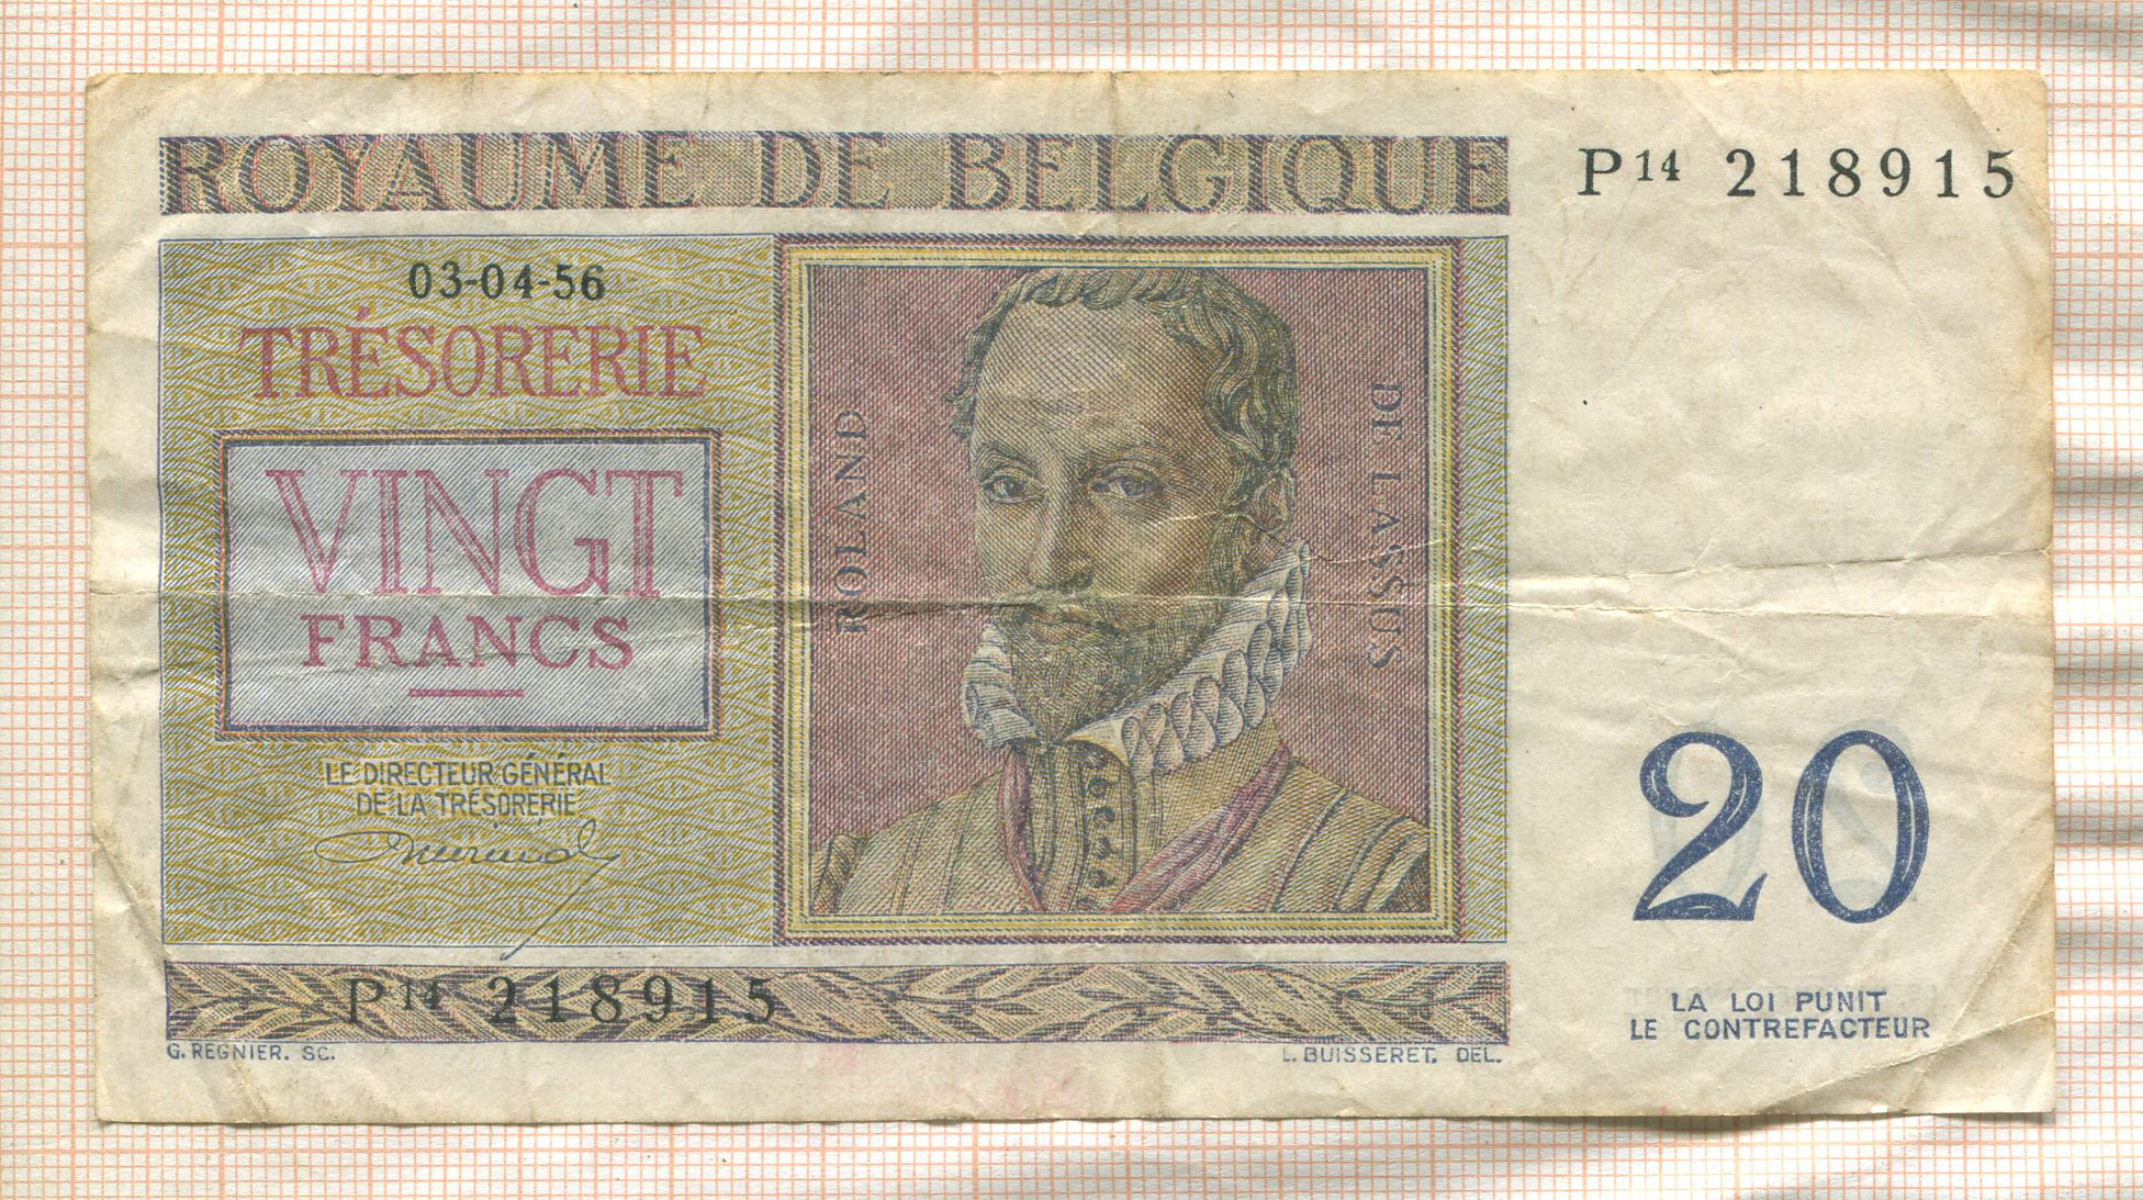 ROYAUME DE BELGIQUE
P14 218915
03-04-56
TRÉSORERIE
VINGT
FRANCS
LE DIRECTEUR GÉNÉRAL
DE LA TRÉSORERIE
ROLAND
DE LASSUS
20
P14 218915
G. REGNIER. SC.
L. BUISSERET. DEL.
LA LOI PUNIT
LE CONTREFACTEUR